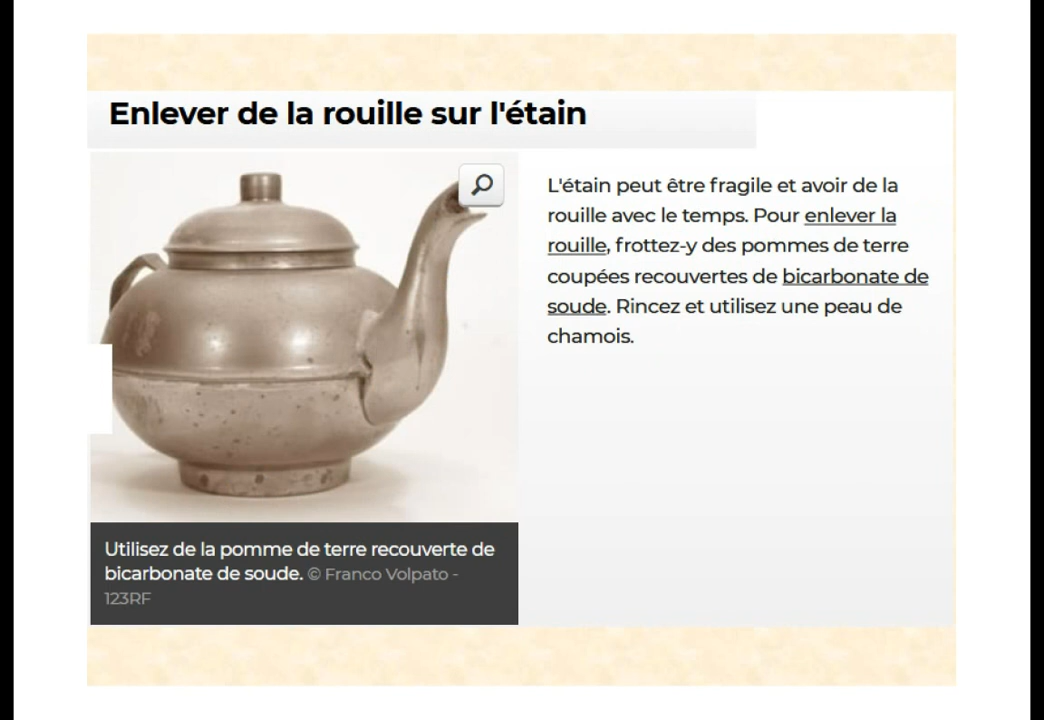 Enlever de la rouille sur l'étain
L'étain peut être fragile et avoir de la
rouille avec le temps. Pour enlever la
rouille, frottez-y des pommes de terre
coupées recouvertes de bicarbonate de
soude. Rincez et utilisez une peau de
chamois.
Utilisez de la pomme de terre recouverte de
bicarbonate de soude. © Franco Volpato -
123RF